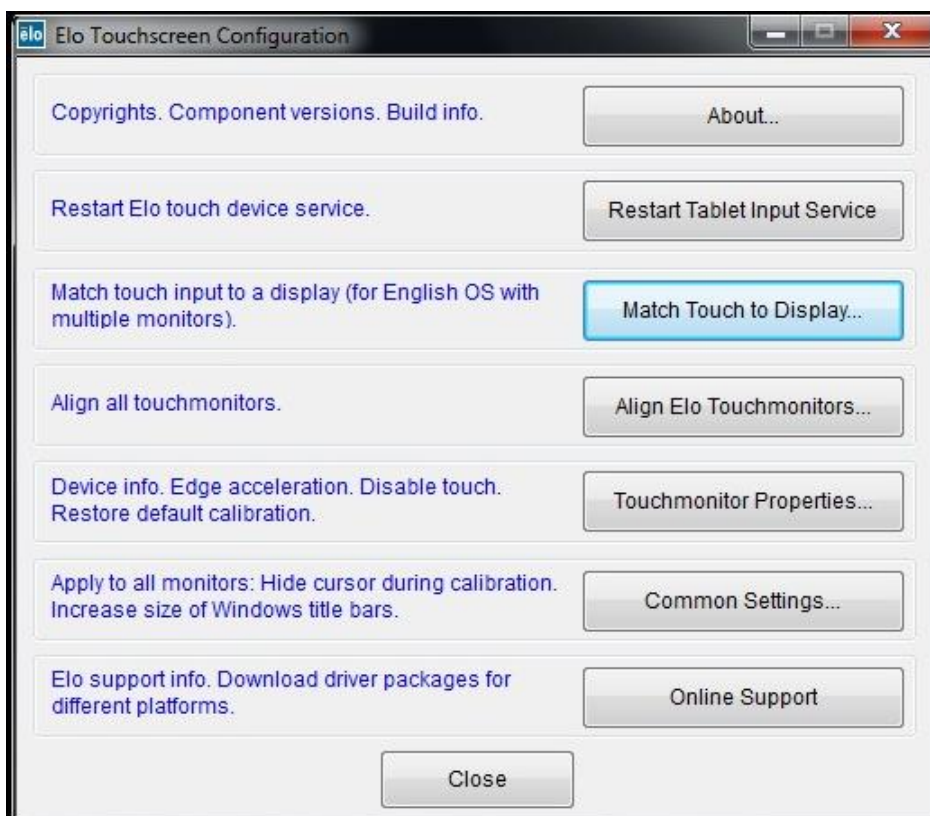 elo Elo Touchscreen Configuration
Copyrights. Component versions. Build info.
About...
Restart Elo touch device service.
Restart Tablet Input Service
Match touch input to a display (for English OS with
multiple monitors).
Match Touch to Display...
Align all touchmonitors.
Align Elo Touchmonitors...
Device info. Edge acceleration. Disable touch.
Restore default calibration.
Touchmonitor Properties...
Apply to all monitors: Hide cursor during calibration.
Increase size of Windows title bars.
Common Settings...
Elo support info. Download driver packages for
different platforms.
Online Support
Close